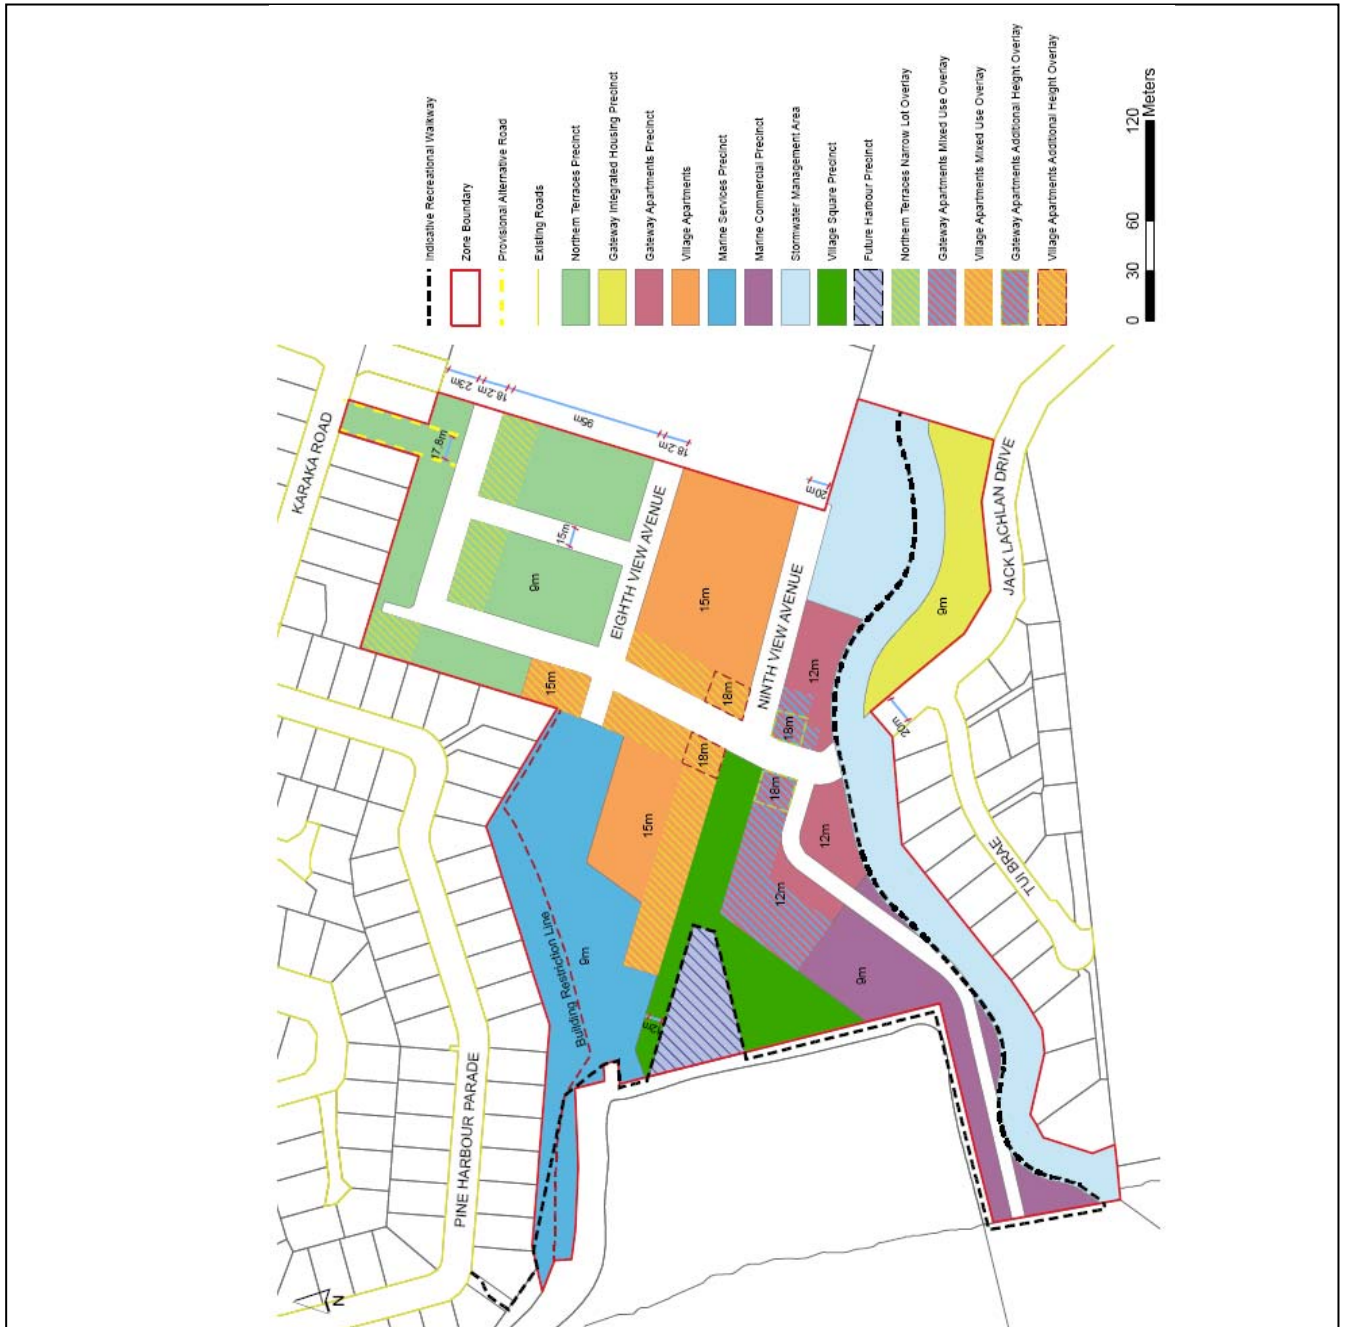 Indicative Recreational Walkway
Zone Boundary
Provisional Alternative Road
Existing Roads
Northern Terraces Precinct
Gateway Integrated Housing Precinct
Gateway Apartments Precinct
Village Apartments
Marine Services Precinct
Marine Commercial Precinct
Stormwater Management Area
Village Square Precinct
Future Harbour Precinct
Northern Terraces Narrow Lot Overlay
Gateway Apartments Mixed Use Overlay
Village Apartments Mixed Use Overlay
Gateway Apartments Additional Height Overlay
Village Apartments Additional Height Overlay
0 30 60 120
Meters
KARAKA ROAD
23m
18.2m
17.8m
95m
18.2m
15m
9m
EIGHTH VIEW AVENUE
20m
15m
15m
NINTH VIEW AVENUE
JACK LACHLAN DRIVE
9m
18m
12m
18m
20m
18m
18m
15m
12m
12m
TUI BRAE
Building Restriction Line
9m
9m
12m
PINE HARBOUR PARADE
N